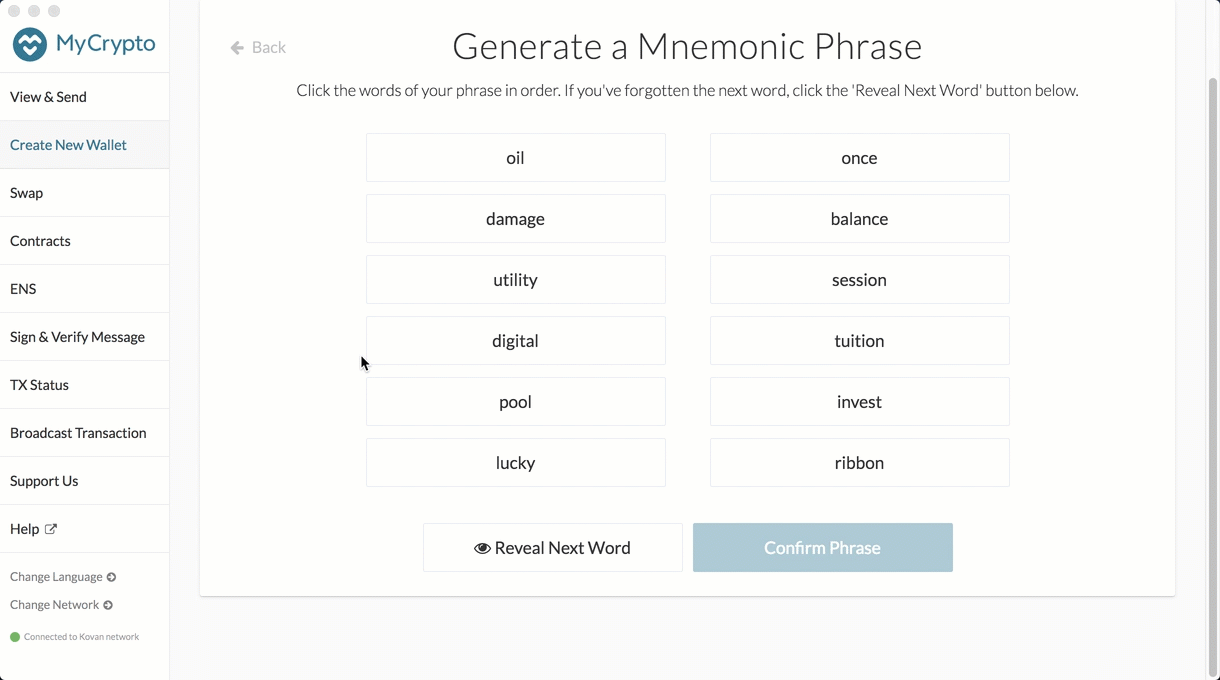 MyCrypto
View & Send
Create New Wallet
Swap
Contracts
ENS
Sign & Verify Message
TX Status
Broadcast Transaction
Support Us
Help
Change Language
Change Network
Connected to Kovan network
Back
Generate a Mnemonic Phrase
Click the words of your phrase in order. If you've forgotten the next word, click the 'Reveal Next Word' button below.
oil once
damage balance
utility session
digital tuition
pool invest
lucky ribbon
Reveal Next Word Confirm Phrase